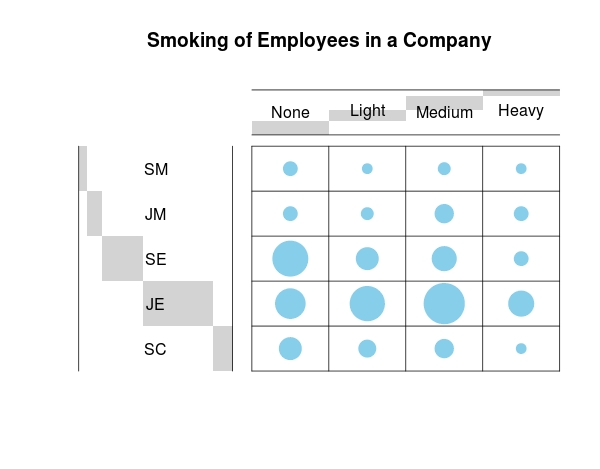 Smoking of Employees in a Company
None Light Medium Heavy
SM
JM
SE
JE
SC